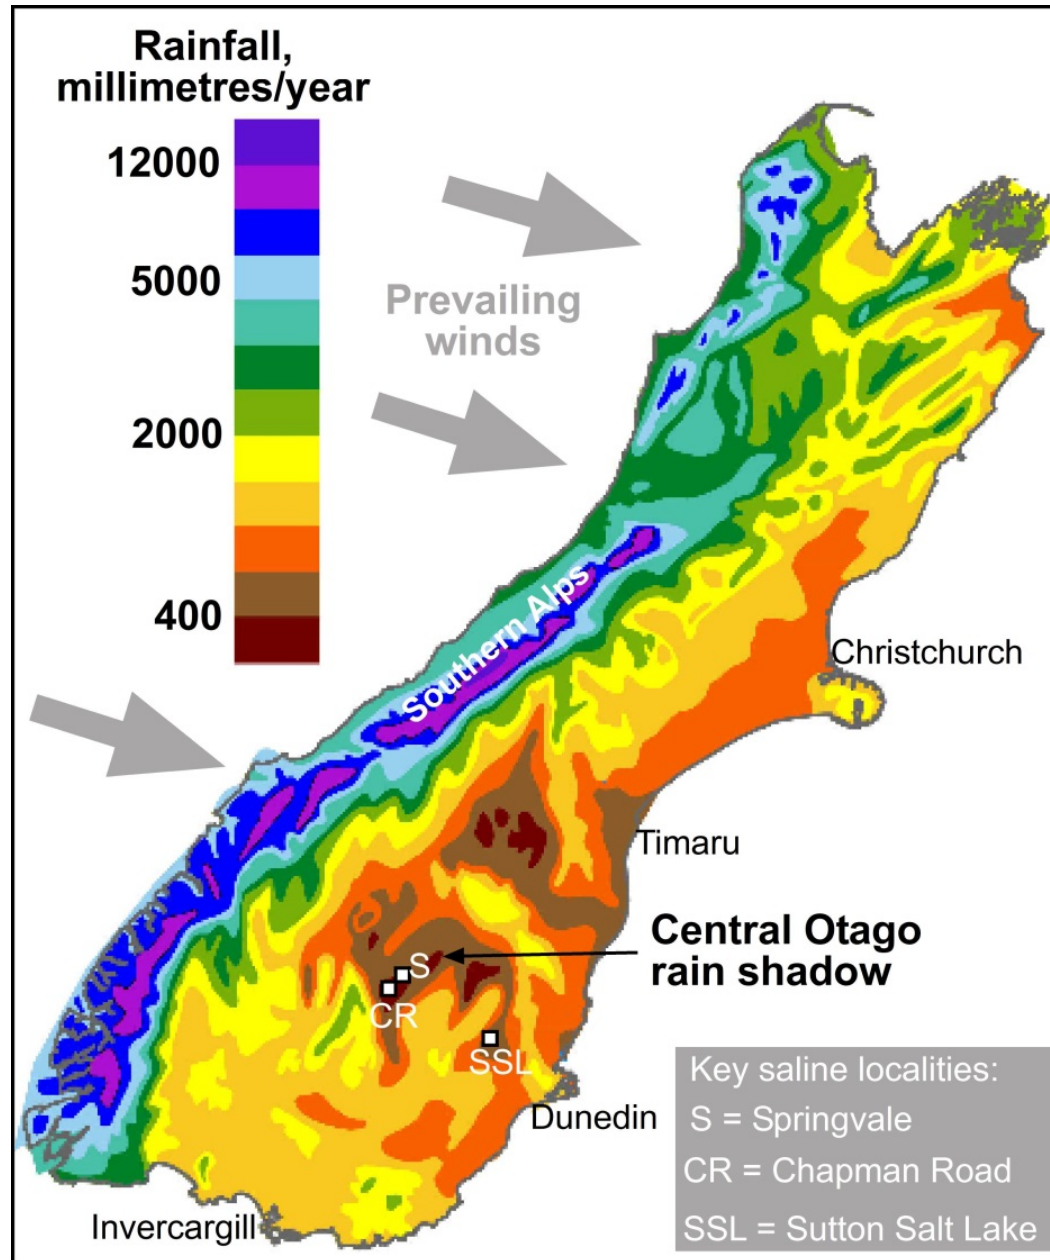 Rainfall,
millimetres/year
12000
5000
2000
400
Prevailing
winds
Southern Alps
Christchurch
Timaru
Central Otago
rain shadow
S
CR
SSL
Dunedin
Invercargill
Key saline localities:
S = Springvale
CR = Chapman Road
SSL = Sutton Salt Lake